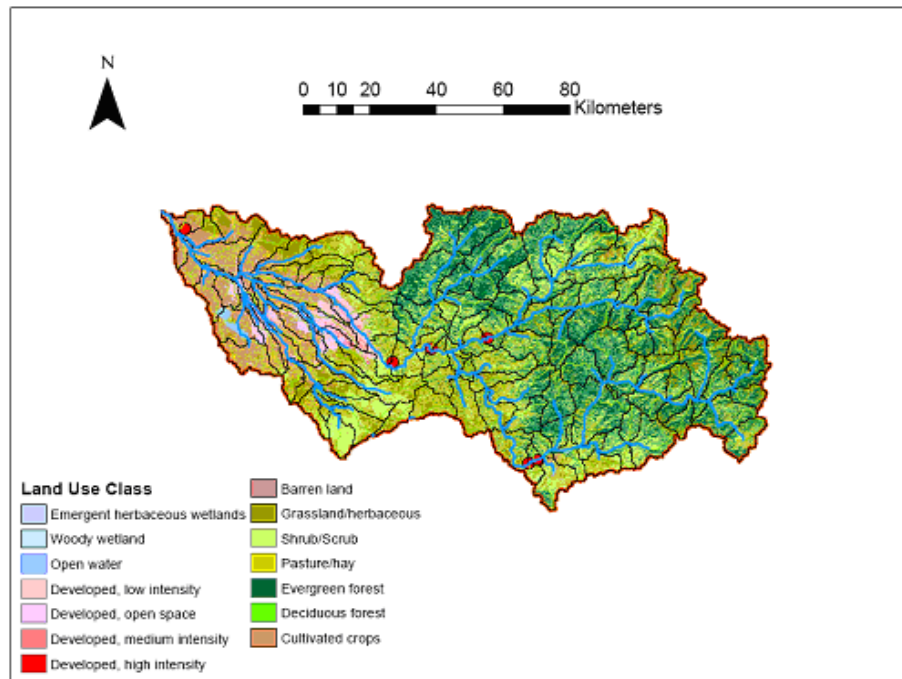 N
0 10 20 40 60 80
Kilometers
Land Use Class
Emergent herbaceous wetlands
Woody wetland
Open water
Developed, low intensity
Developed, open space
Developed, medium intensity
Developed, high intensity
Barren land
Grassland/herbaceous
Shrub/Scrub
Pasture/hay
Evergreen forest
Deciduous forest
Cultivated crops